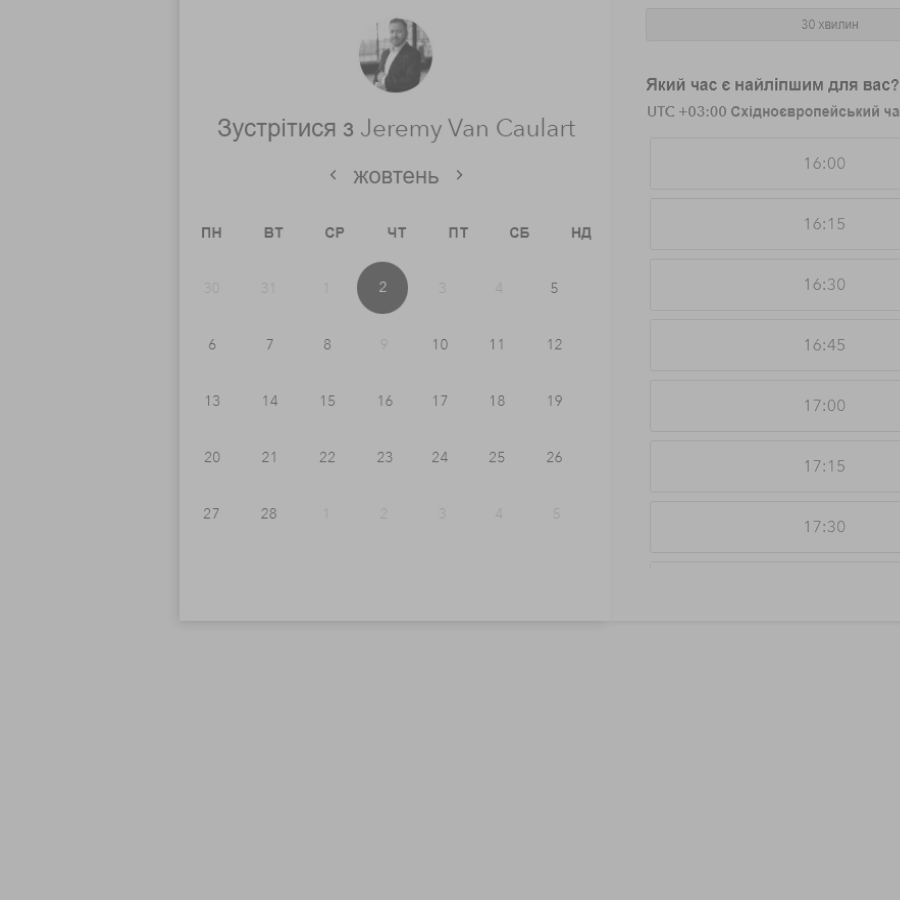 Зустрітися з Jeremy Van Caulart
жовтень
ПН ВТ СР ЧТ ПТ СБ НД
30 31 1 2 3 4 5
6 7 8 9 10 11 12
13 14 15 16 17 18 19
20 21 22 23 24 25 26
27 28 1 2 3 4 5
30 хвилин
Який час є найліпшим для вас?
UTC +03:00 Східноєвропейський ча
16:00
16:15
16:30
16:45
17:00
17:15
17:30